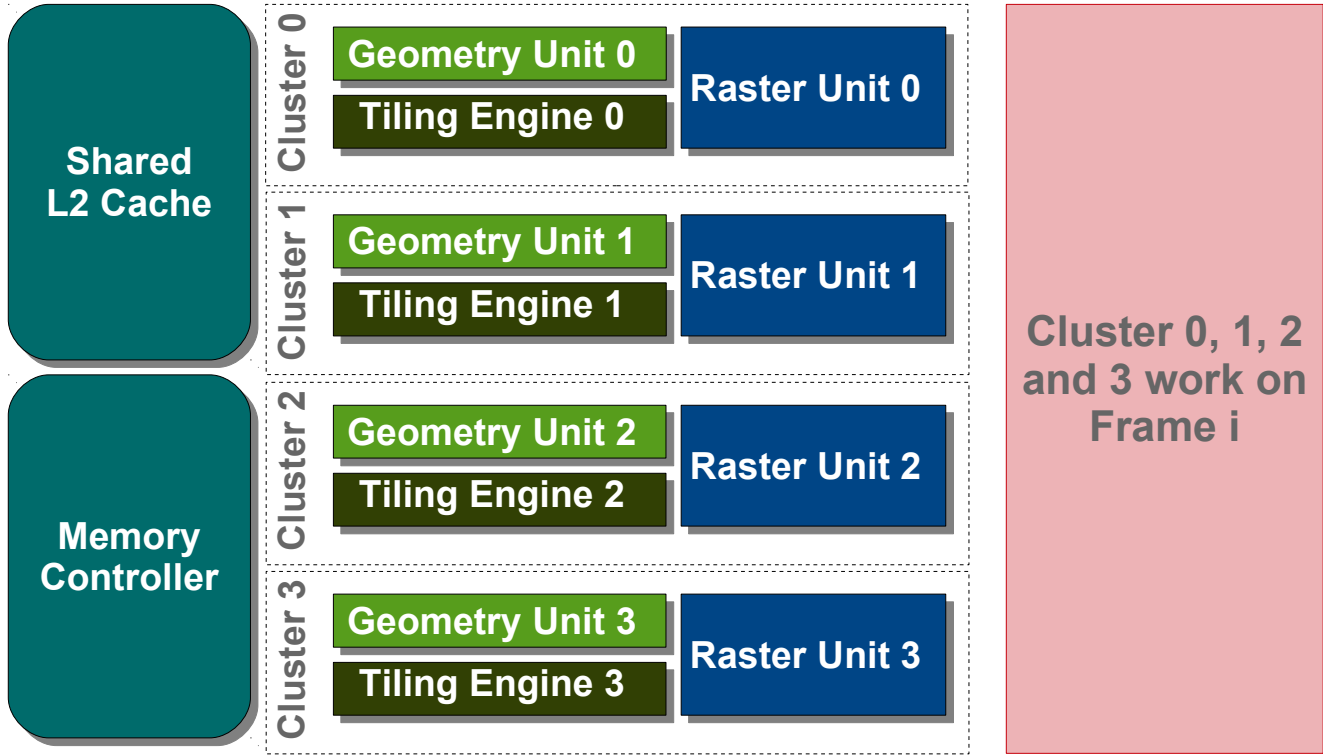 Shared
L2 Cache
Memory
Controller
Cluster 0
Geometry Unit 0
Tiling Engine 0
Raster Unit 0
Cluster 1
Geometry Unit 1
Tiling Engine 1
Raster Unit 1
Cluster 2
Geometry Unit 2
Tiling Engine 2
Raster Unit 2
Cluster 3
Geometry Unit 3
Tiling Engine 3
Raster Unit 3
Cluster 0, 1, 2
and 3 work on
Frame i